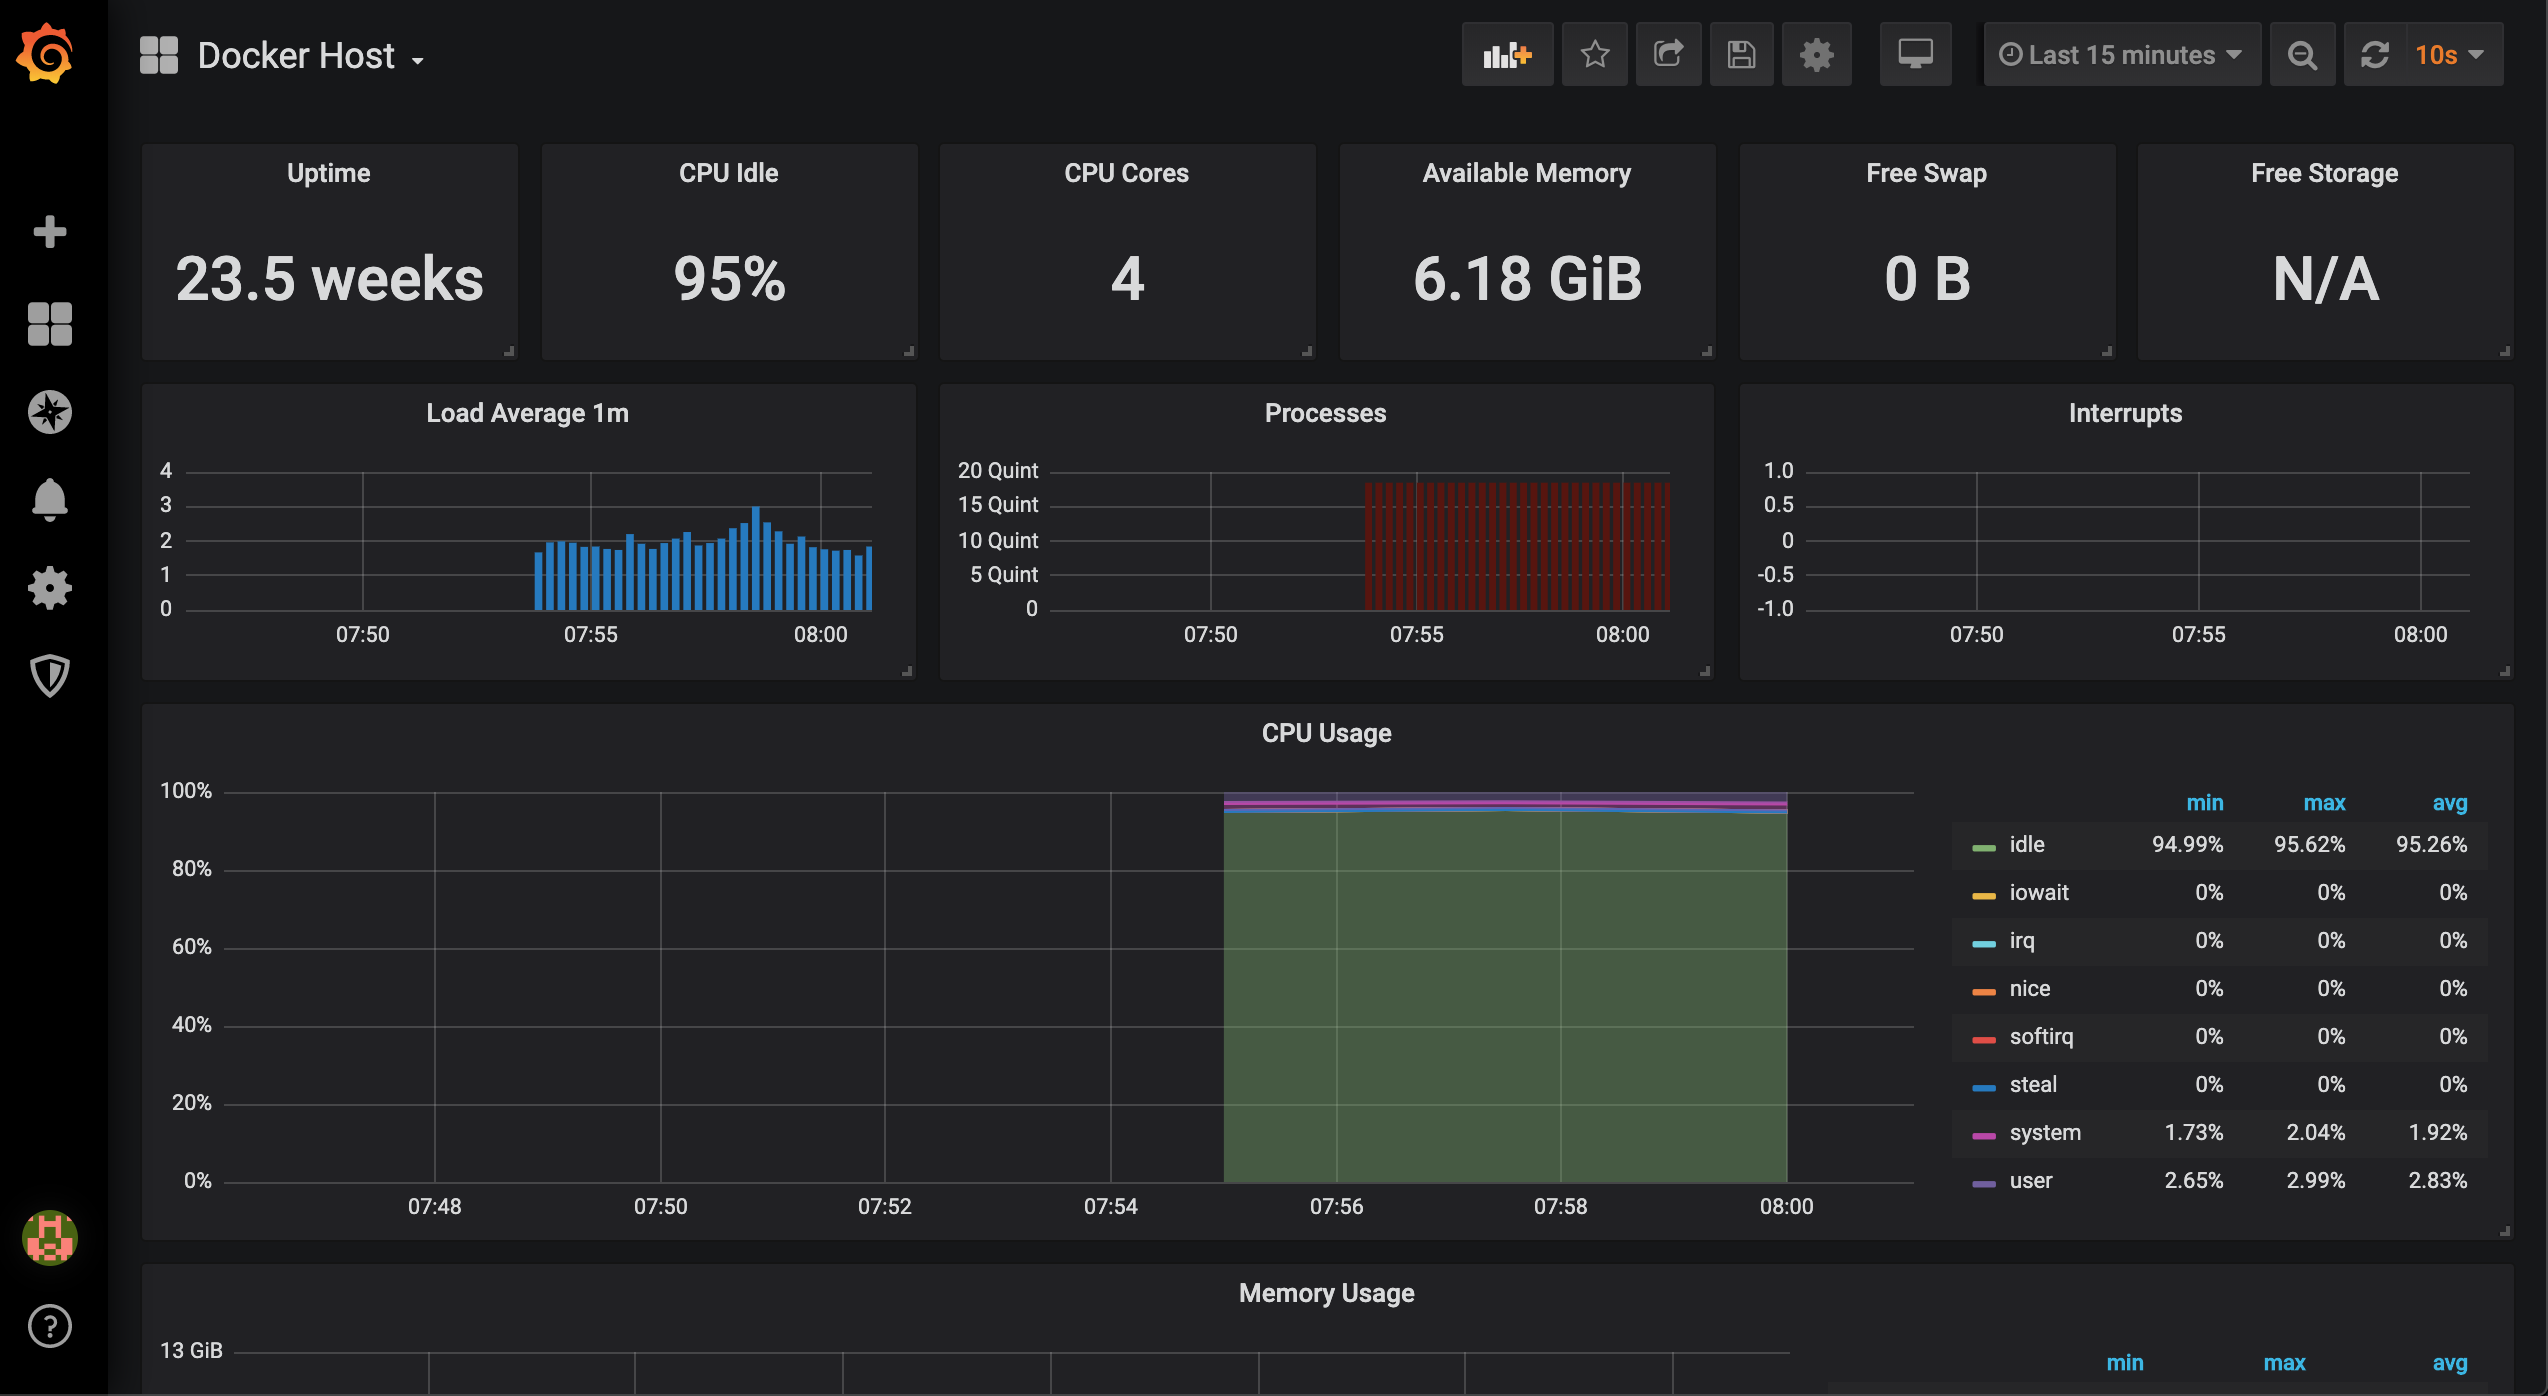 Docker Host
Last 15 minutes
10s
Uptime
23.5 weeks
CPU Idle
95%
CPU Cores
4
Available Memory
6.18 GiB
Free Swap
0 B
Free Storage
N/A
Load Average 1m
4
3
2
1
0
07:50 07:55 08:00
Processes
20 Quint
15 Quint
10 Quint
5 Quint
0
07:50 07:55 08:00
Interrupts
1.0
0.5
0
-0.5
-1.0
07:50 07:55 08:00
CPU Usage
100%
80%
60%
40%
20%
0%
07:48 07:50 07:52 07:54 07:56 07:58 08:00
min max avg
idle 94.99% 95.62% 95.26%
iowait 0% 0% 0%
irq 0% 0% 0%
nice 0% 0% 0%
softirq 0% 0% 0%
steal 0% 0% 0%
system 1.73% 2.04% 1.92%
user 2.65% 2.99% 2.83%
Memory Usage
13 GiB
min max avg